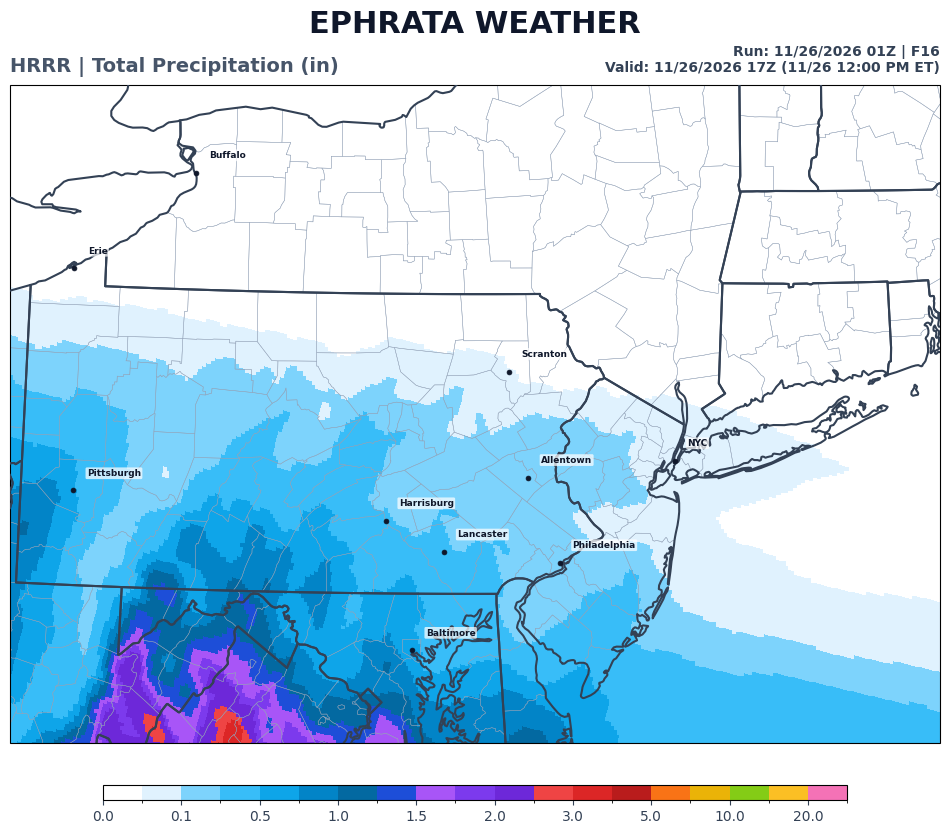 EPHRATA WEATHER
Run: 11/26/2026 01Z | F16
HRRR | Total Precipitation (in)
Valid: 11/26/2026 17Z (11/26 12:00 PM ET)
Buffalo
Erie
Scranton
NYC
Allentown
Pittsburgh
Harrisburg
Lancaster
Philadelphia
Baltimore
0.0 0.1 0.5 1.0 1.5 2.0 3.0 5.0 10.0 20.0